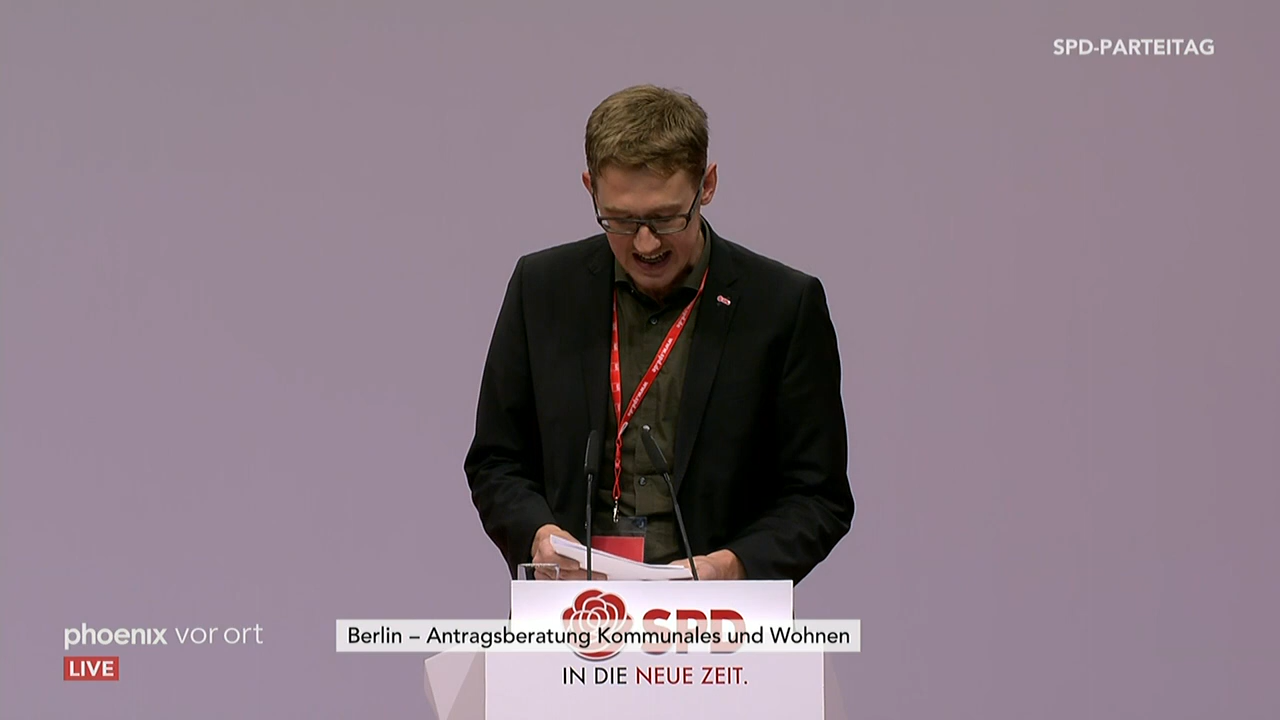 SPD-PARTEITAG
phoenix vor ort
LIVE
Berlin – Antragsberatung Kommunales und Wohnen
SPD
IN DIE NEUE ZEIT.